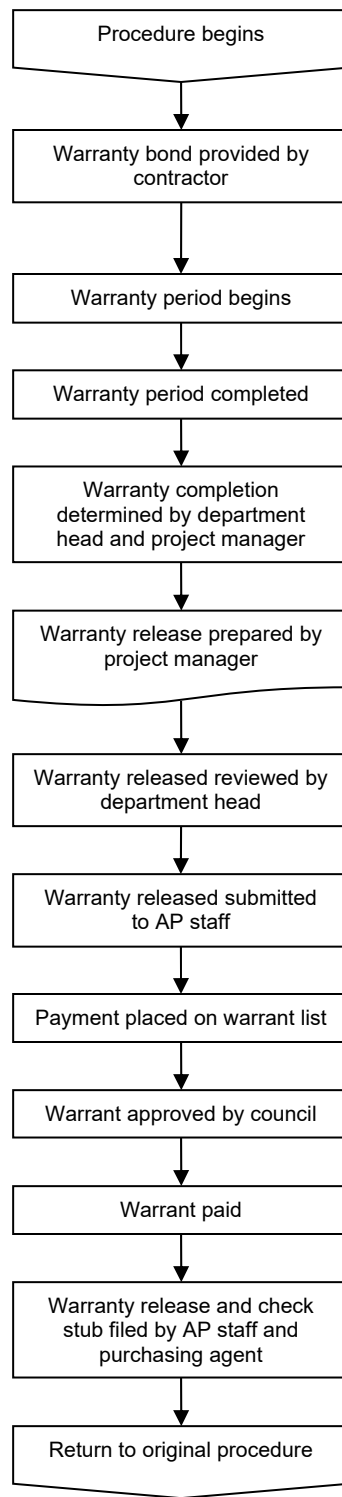 Procedure begins
Warranty bond provided by
contractor
Warranty period begins
Warranty period completed
Warranty completion
determined by department
head and project manager
Warranty release prepared by
project manager
Warranty released reviewed by
department head
Warranty released submitted
to AP staff
Payment placed on warrant list
Warrant approved by council
Warrant paid
Warranty release and check
stub filed by AP staff and
purchasing agent
Return to original procedure